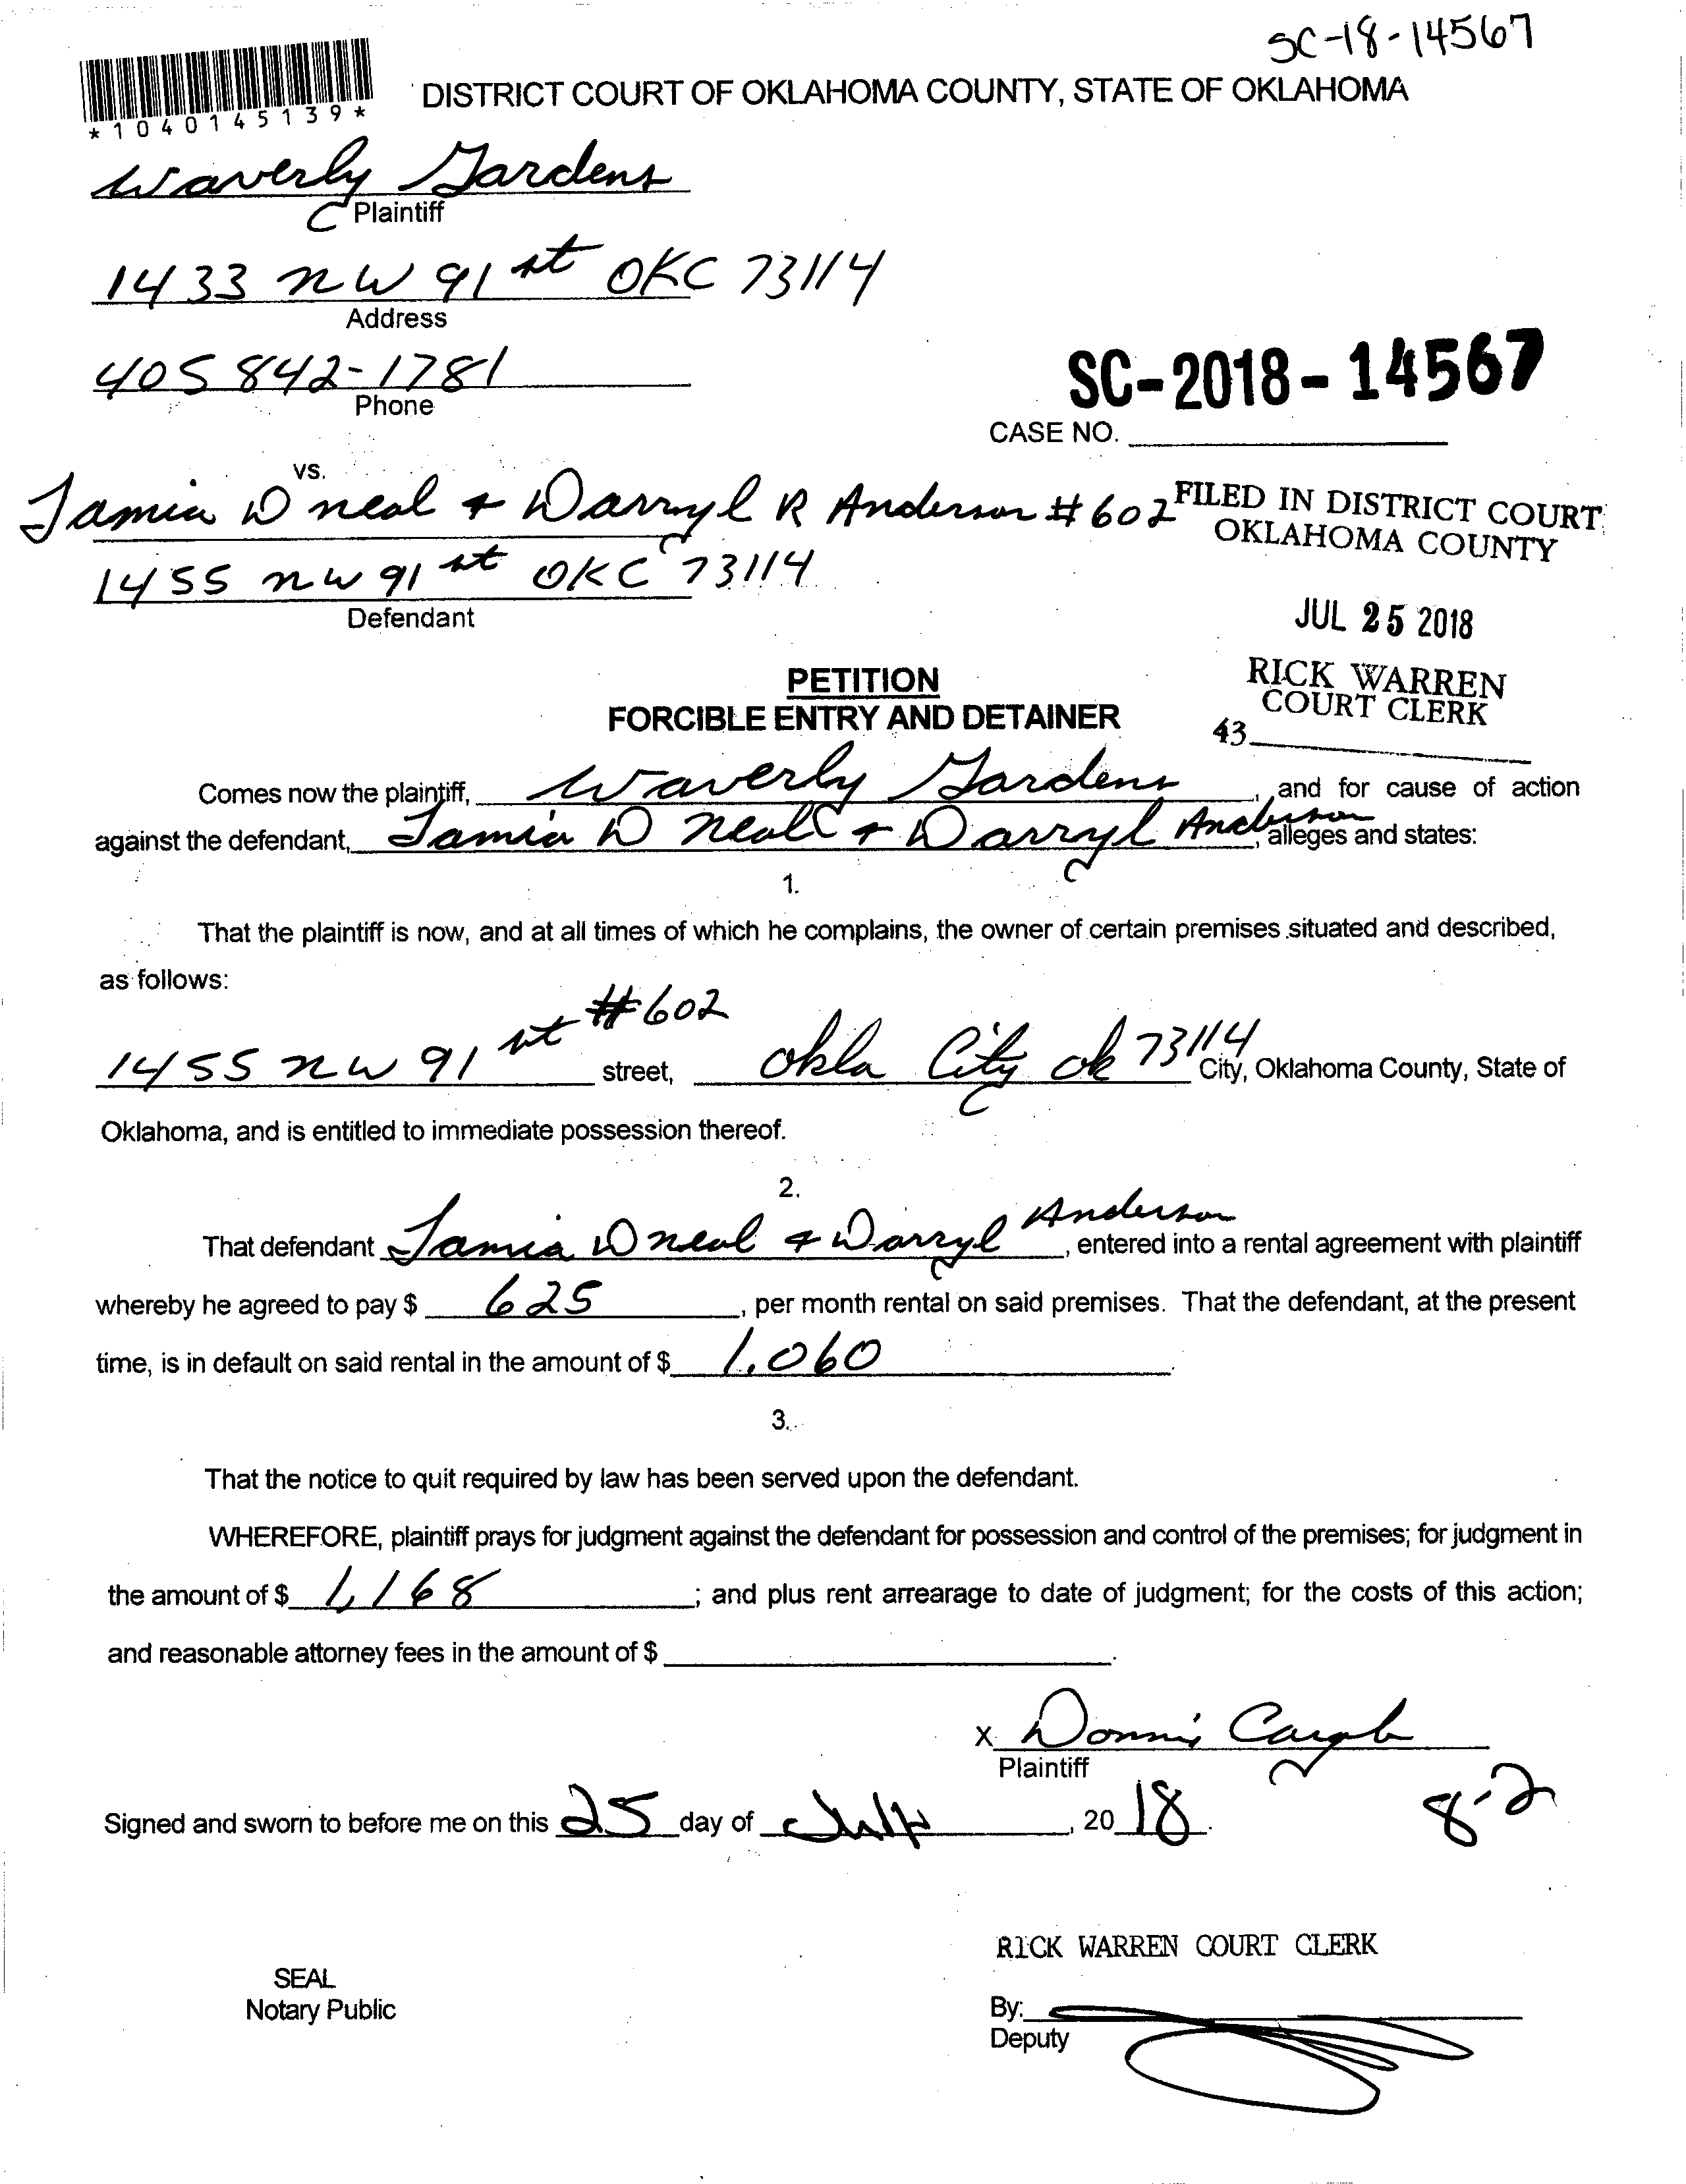 SC-18-14567
*1040145139*
DISTRICT COURT OF OKLAHOMA COUNTY, STATE OF OKLAHOMA
Waverly Gardens
Plaintiff
1433 NW 91 st OKC 73114
Address
405 842-1781
Phone
SC-2018-14567
CASE NO.
vs.
Jamia D neal + Darryl R Anderson #602
1455 NW 91 st OKC 73114
Defendant
FILED IN DISTRICT COURT
OKLAHOMA COUNTY
JUL 25 2018
RICK WARREN
COURT CLERK
43
PETITION
FORCIBLE ENTRY AND DETAINER
Comes now the plaintiff, Waverly Gardens, and for cause of action
against the defendant, Jamia D neal + Darryl Anderson, alleges and states:
1.
That the plaintiff is now, and at all times of which he complains, the owner of certain premises situated and described,
as follows:
1455 NW 91 st #602 street, Okla City ok 73114 City, Oklahoma County, State of
Oklahoma, and is entitled to immediate possession thereof.
2.
That defendant Jamia D neal + Darryl Anderson, entered into a rental agreement with plaintiff
whereby he agreed to pay $ 625, per month rental on said premises. That the defendant, at the present
time, is in default on said rental in the amount of $ 1,060.
3.
That the notice to quit required by law has been served upon the defendant.
WHEREFORE, plaintiff prays for judgment against the defendant for possession and control of the premises; for judgment in
the amount of $ 1,168; and plus rent arrearage to date of judgment; for the costs of this action;
and reasonable attorney fees in the amount of $ .
X
Plaintiff
Signed and sworn to before me on this 25 day of July, 20 18.
8-2
RICK WARREN COURT CLERK
SEAL
Notary Public
By:
Deputy